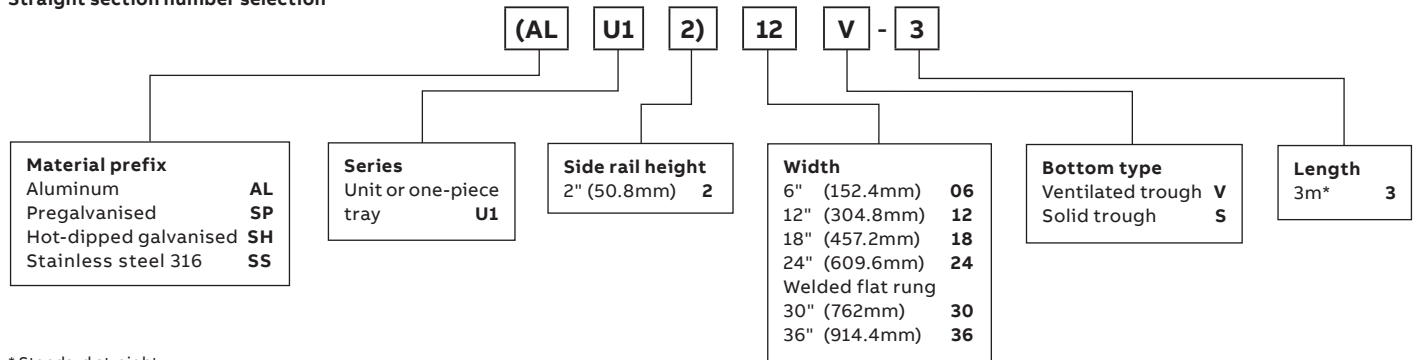 Straight section number selection
(AL U1 2) 12 V - 3
Material prefix
Aluminum AL
Pregalvanised SP
Hot-dipped galvanised SH
Stainless steel 316 SS
Series
Unit or one-piece
tray U1
Side rail height
2" (50.8mm) 2
Width
6" (152.4mm) 06
12" (304.8mm) 12
18" (457.2mm) 18
24" (609.6mm) 24
Welded flat rung
30" (762mm) 30
36" (914.4mm) 36
Bottom type
Ventilated trough V
Solid trough S
Length
3m* 3